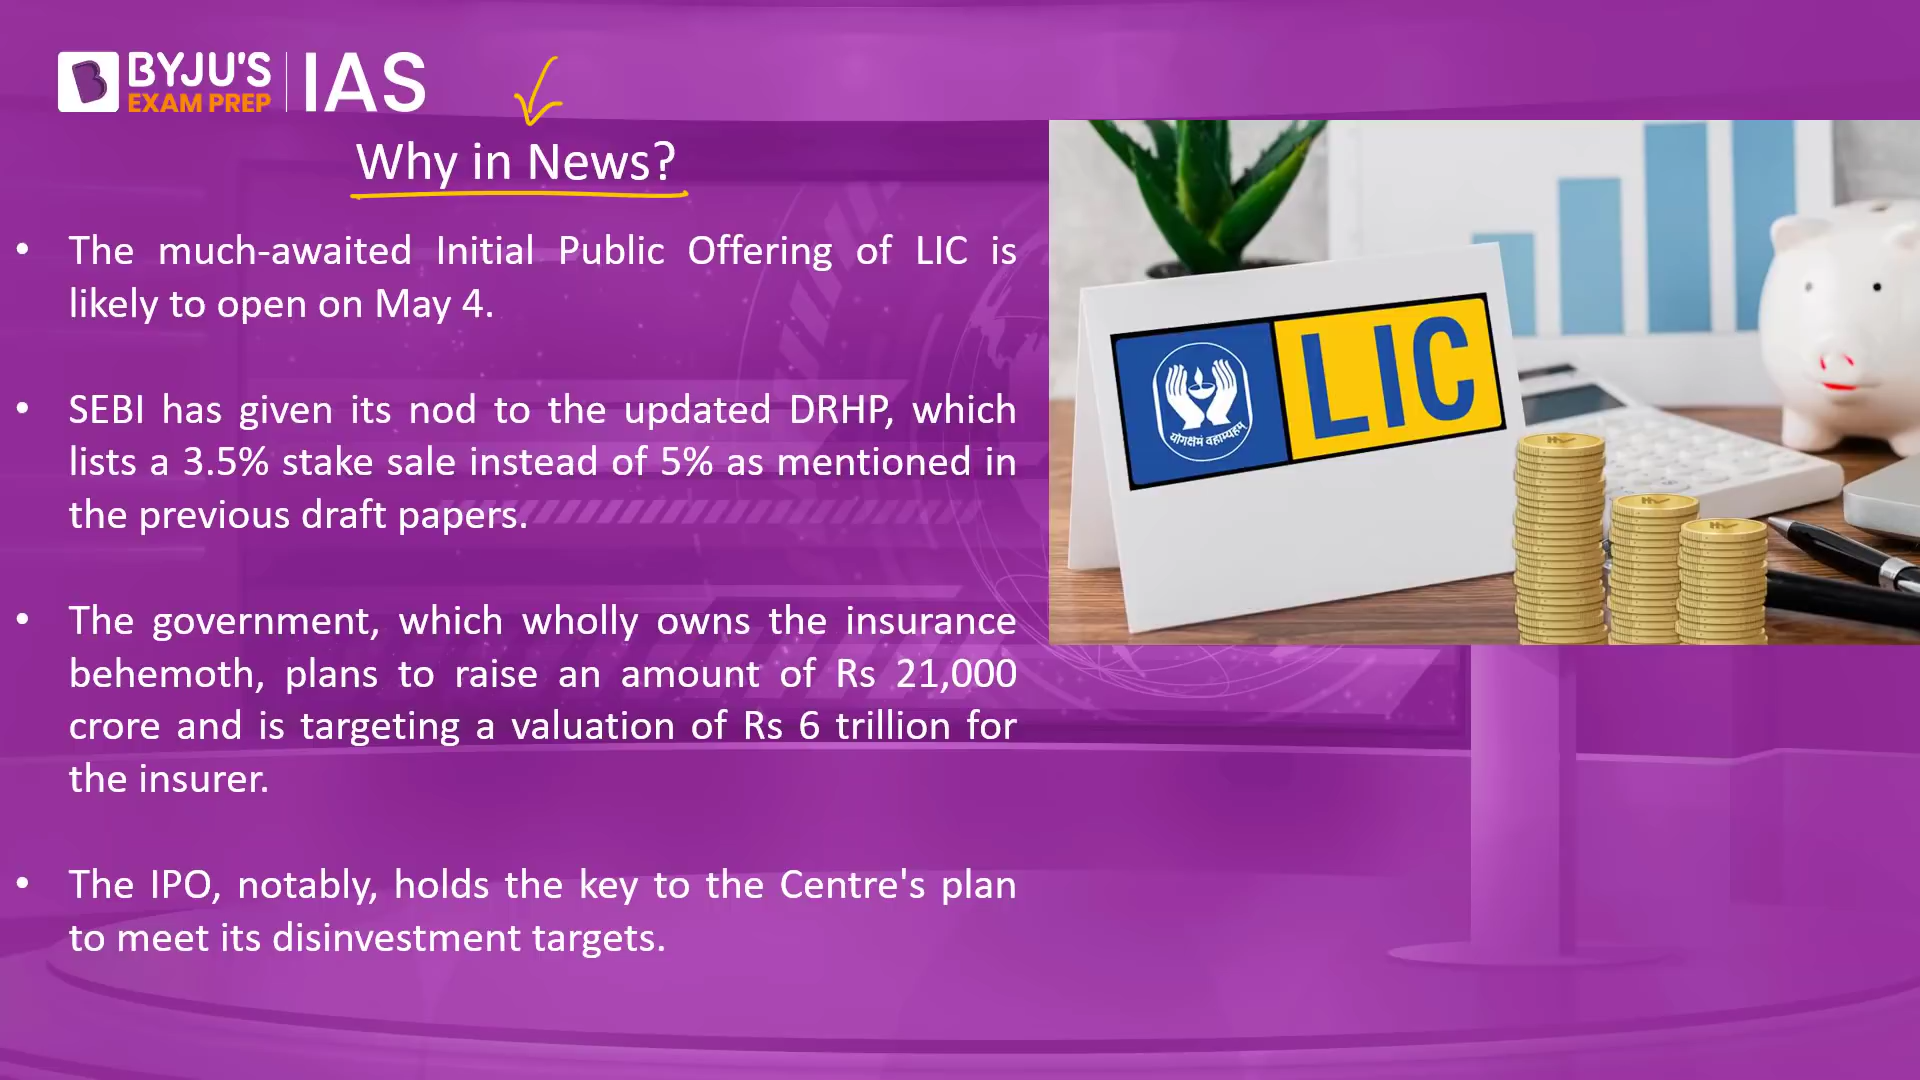 BYJU'S
EXAM PREP
IAS
Why in News?
• The much-awaited Initial Public Offering of LIC is
likely to open on May 4.
• SEBI has given its nod to the updated DRHP, which
lists a 3.5% stake sale instead of 5% as mentioned in
the previous draft papers.
• The government, which wholly owns the insurance
behemoth, plans to raise an amount of Rs 21,000
crore and is targeting a valuation of Rs 6 trillion for
the insurer.
• The IPO, notably, holds the key to the Centre's plan
to meet its disinvestment targets.
LIC
योगक्षेमं वहाम्यहम्